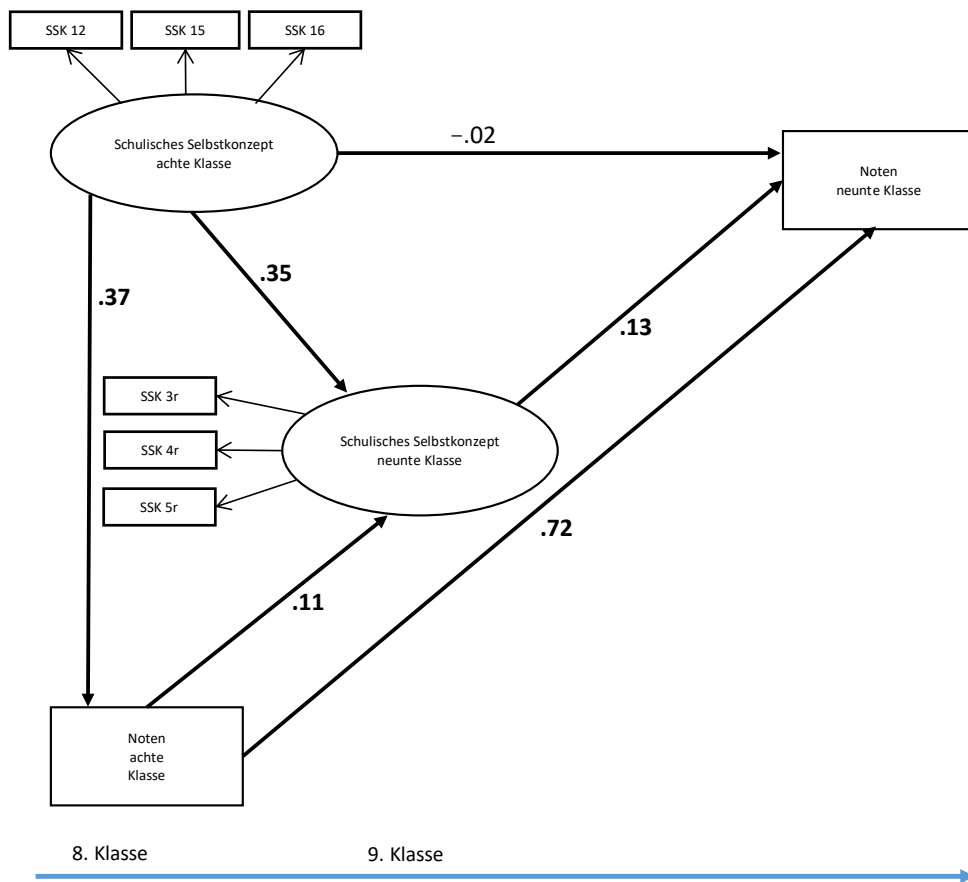 SSK 12
SSK 15
SSK 16
Schulisches Selbstkonzept
achte Klasse
–.02
Noten
neunte Klasse
.37
.35
.13
SSK 3r
SSK 4r
SSK 5r
Schulisches Selbstkonzept
neunte Klasse
.72
.11
Noten
achte
Klasse
8. Klasse
9. Klasse